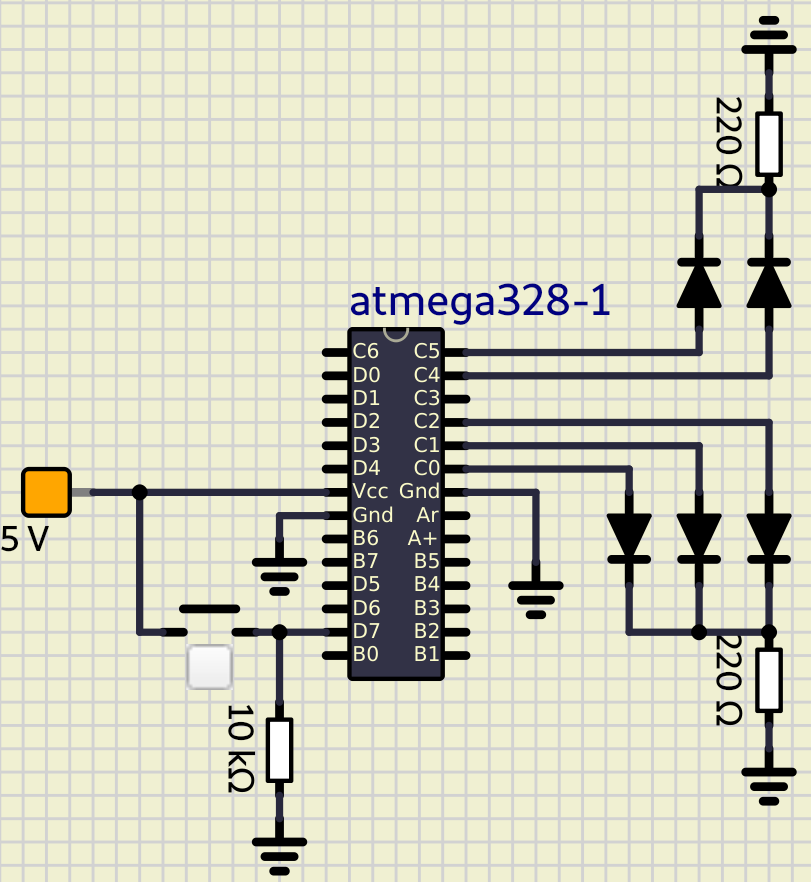 220 Ω
atmega328-1
C6 C5
D0 C4
D1 C3
D2 C2
D3 C1
D4 C0
Vcc Gnd
Gnd Ar
B6 A+
B7 B5
D5 B4
D6 B3
D7 B2
B0 B1
5 V
220 Ω
10 kΩ